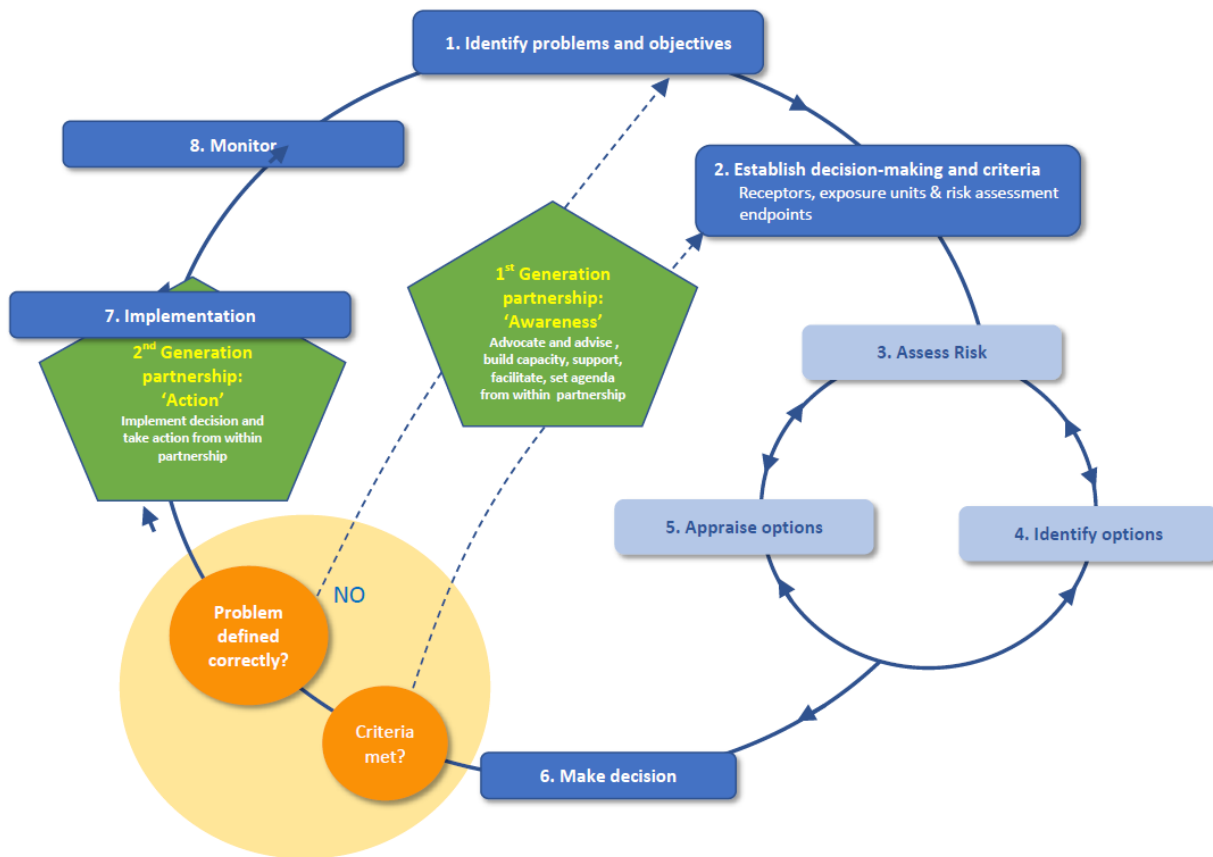 1. Identify problems and objectives
8. Monitor
2. Establish decision-making and criteria
Receptors, exposure units & risk assessment
endpoints
1st Generation
partnership:
‘Awareness’
Advocate and advise ,
build capacity, support,
facilitate, set agenda
from within partnership
7. Implementation
2nd Generation
partnership:
‘Action’
Implement decision and
take action from within
partnership
3. Assess Risk
5. Appraise options
4. Identify options
NO
Problem
defined
correctly?
Criteria
met?
6. Make decision